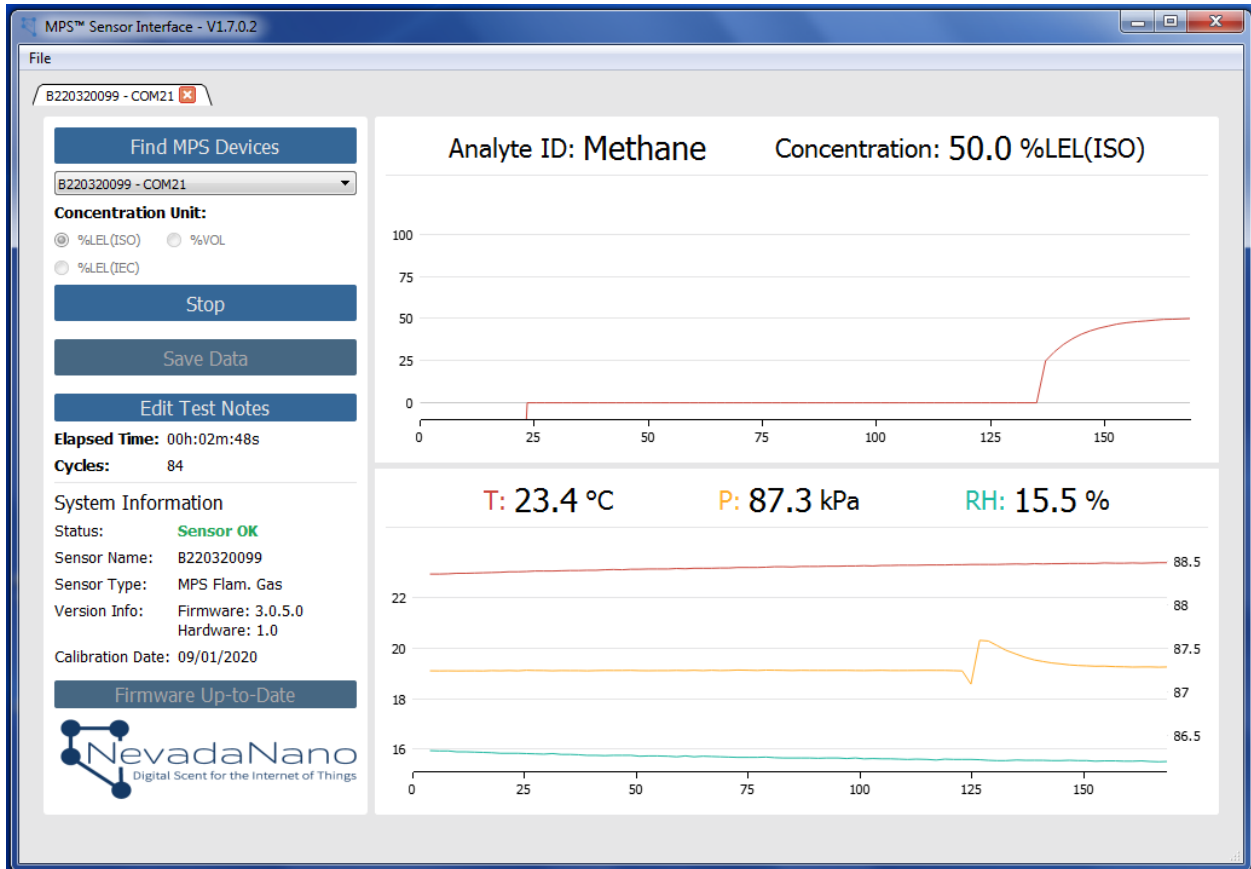 MPS™ Sensor Interface - V1.7.0.2
File
B220320099 - COM21
Find MPS Devices
B220320099 - COM21
Concentration Unit:
%LEL(ISO) %VOL
%LEL(IEC)
Stop
Save Data
Edit Test Notes
Elapsed Time: 00h:02m:48s
Cycles: 84
System Information
Status: Sensor OK
Sensor Name: B220320099
Sensor Type: MPS Flam. Gas
Version Info: Firmware: 3.0.5.0
Hardware: 1.0
Calibration Date: 09/01/2020
Firmware Up-to-Date
NevadaNano
Digital Scent for the Internet of Things
Analyte ID: Methane Concentration: 50.0 %LEL(ISO)
100
75
50
25
0
0 25 50 75 100 125 150
T: 23.4 °C P: 87.3 kPa RH: 15.5 %
88.5
22 88
20 87.5
18 87
16 86.5
0 25 50 75 100 125 150